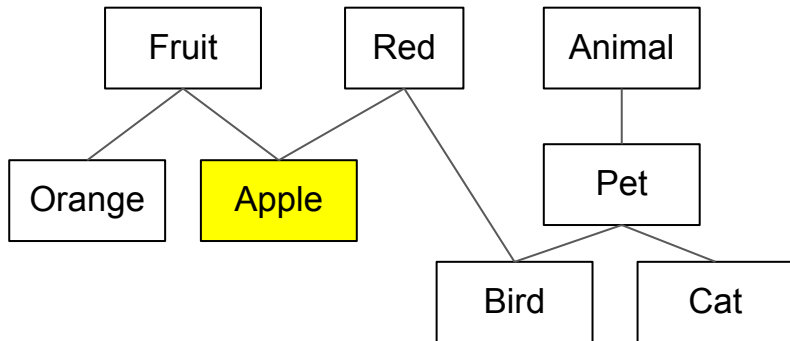 Fruit
Red
Animal
Orange
Apple
Pet
Bird
Cat